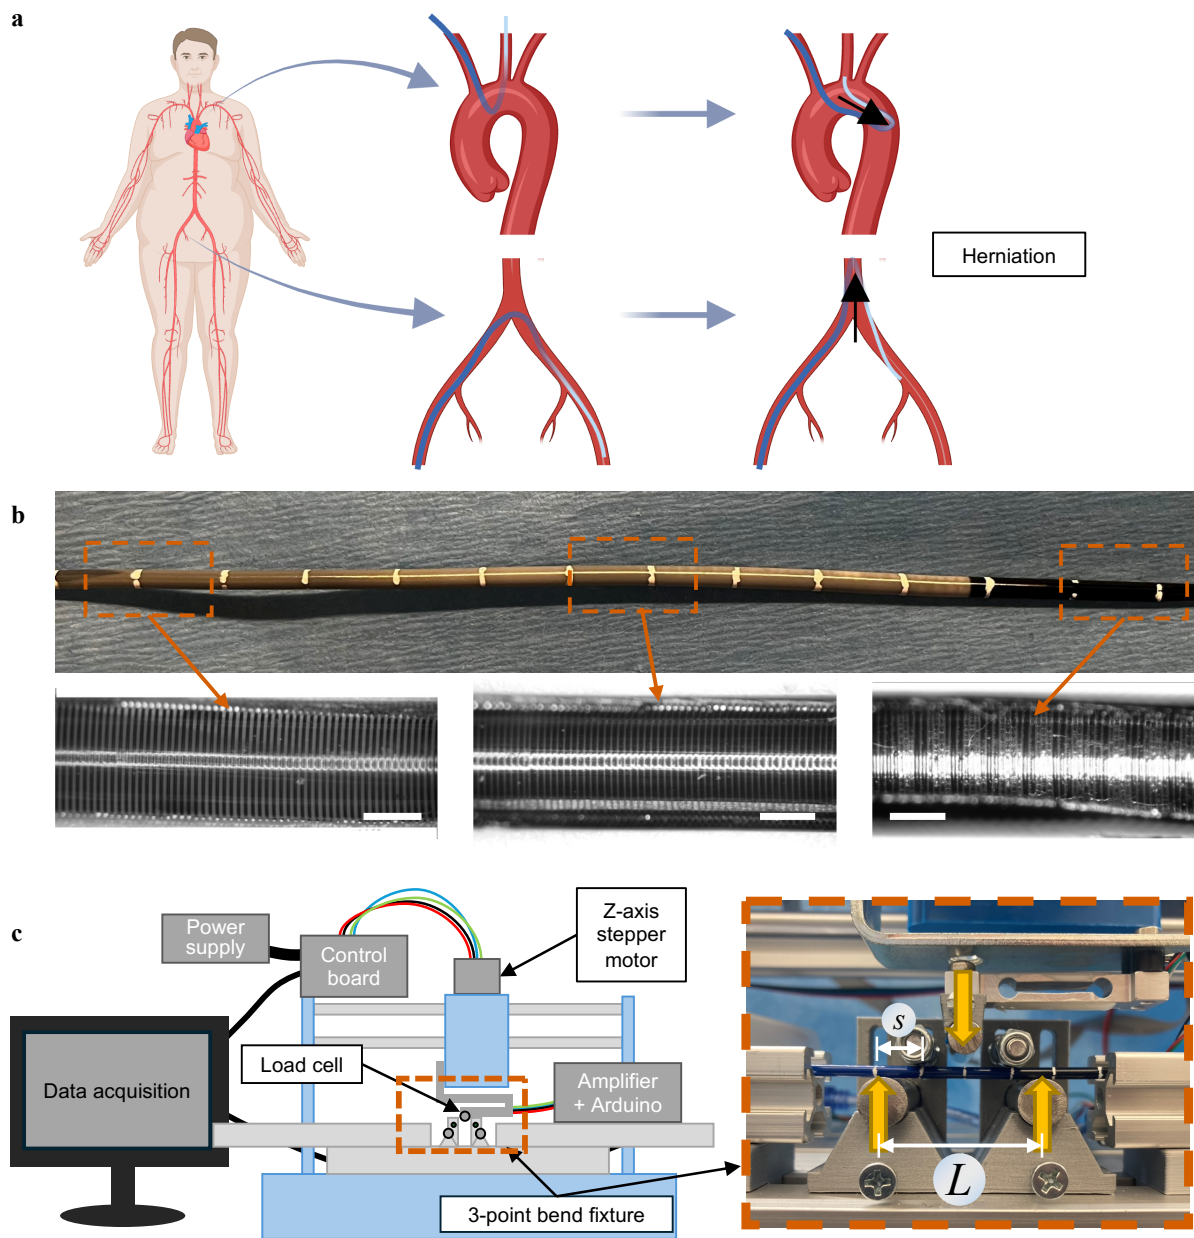 a
Herniation
b
c
Power
supply
Control
board
Z-axis
stepper
motor
Load cell
Data acquisition
Amplifier
+ Arduino
3-point bend fixture
s
L